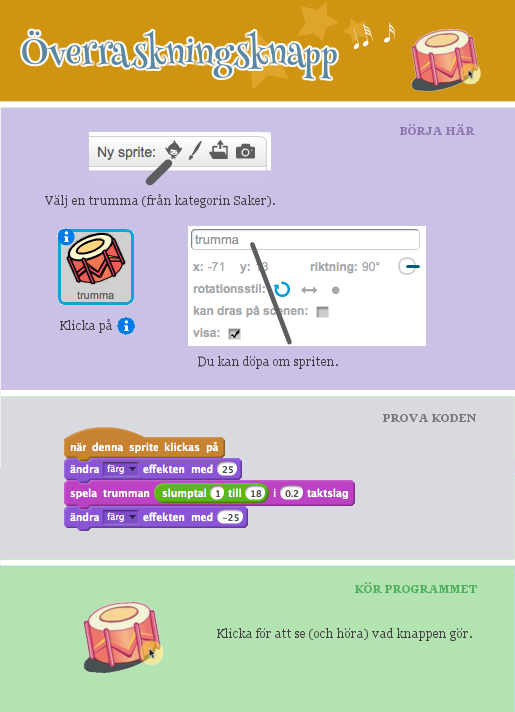 Överraskningsknapp
BÖRJA HÄR
Ny sprite:
Välj en trumma (från kategorin Saker).
trumma
Klicka på
trumma
x: -71 y: 13 riktning: 90°
rotationsstil:
kan dras på scenen:
visa:
Du kan döpa om spriten.
PROVA KODEN
när denna sprite klickas på
ändra färg effekten med 25
spela trumman slumptal 1 till 18 i 0.2 taktslag
ändra färg effekten med -25
KÖR PROGRAMMET
Klicka för att se (och höra) vad knappen gör.